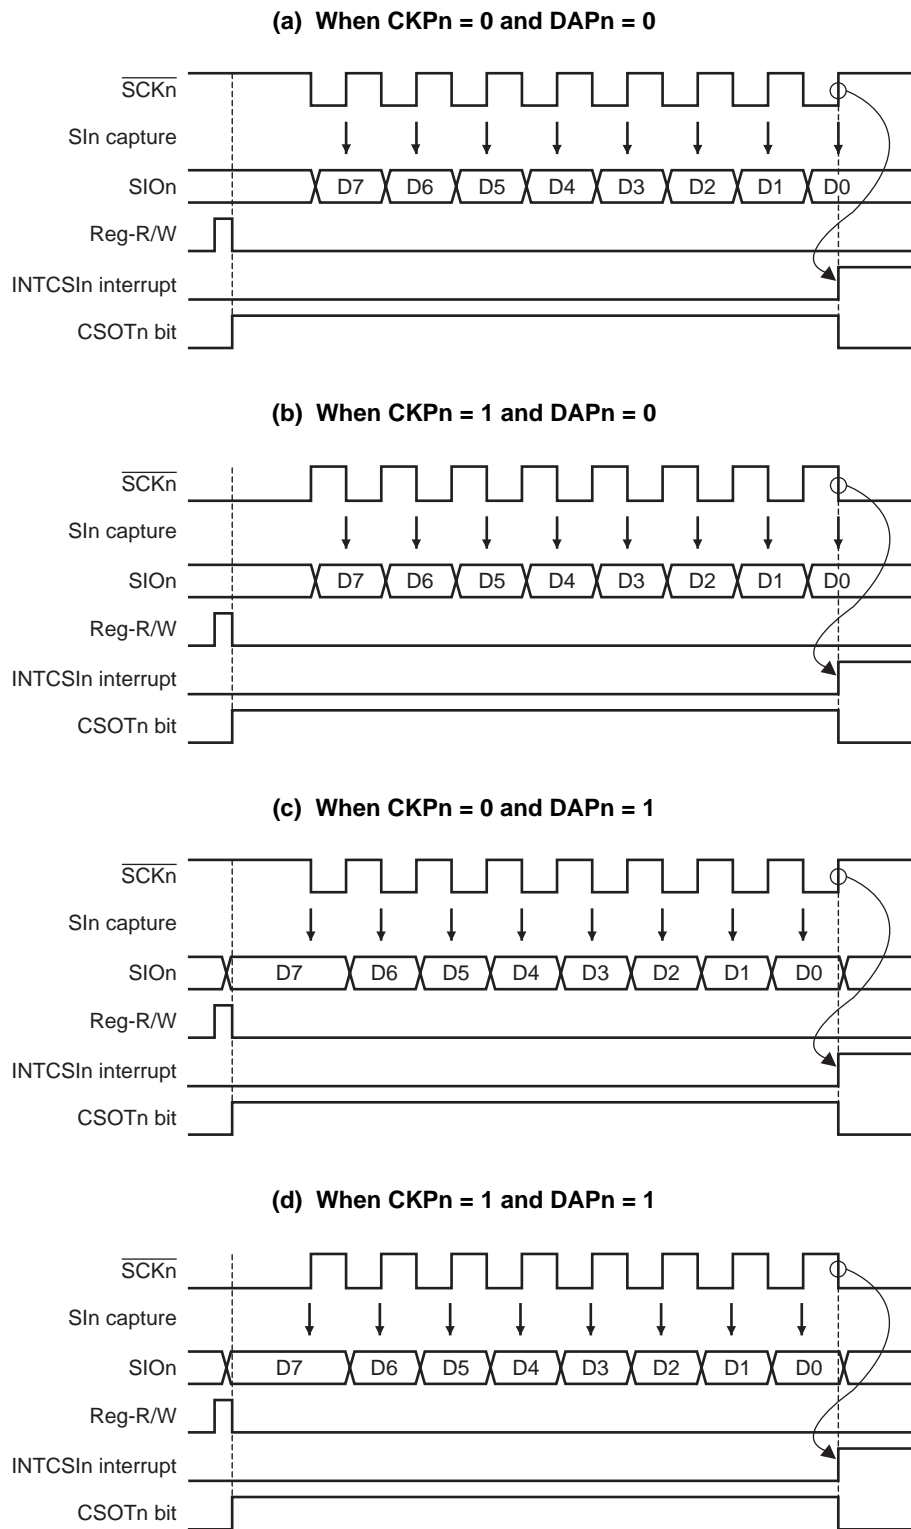 (a) When CKPn = 0 and DAPn = 0
SCKn
SIn capture
SIOn D7 D6 D5 D4 D3 D2 D1 D0
Reg-R/W
INTCSIn interrupt
CSOTn bit
(b) When CKPn = 1 and DAPn = 0
SCKn
SIn capture
SIOn D7 D6 D5 D4 D3 D2 D1 D0
Reg-R/W
INTCSIn interrupt
CSOTn bit
(c) When CKPn = 0 and DAPn = 1
SCKn
SIn capture
SIOn D7 D6 D5 D4 D3 D2 D1 D0
Reg-R/W
INTCSIn interrupt
CSOTn bit
(d) When CKPn = 1 and DAPn = 1
SCKn
SIn capture
SIOn D7 D6 D5 D4 D3 D2 D1 D0
Reg-R/W
INTCSIn interrupt
CSOTn bit